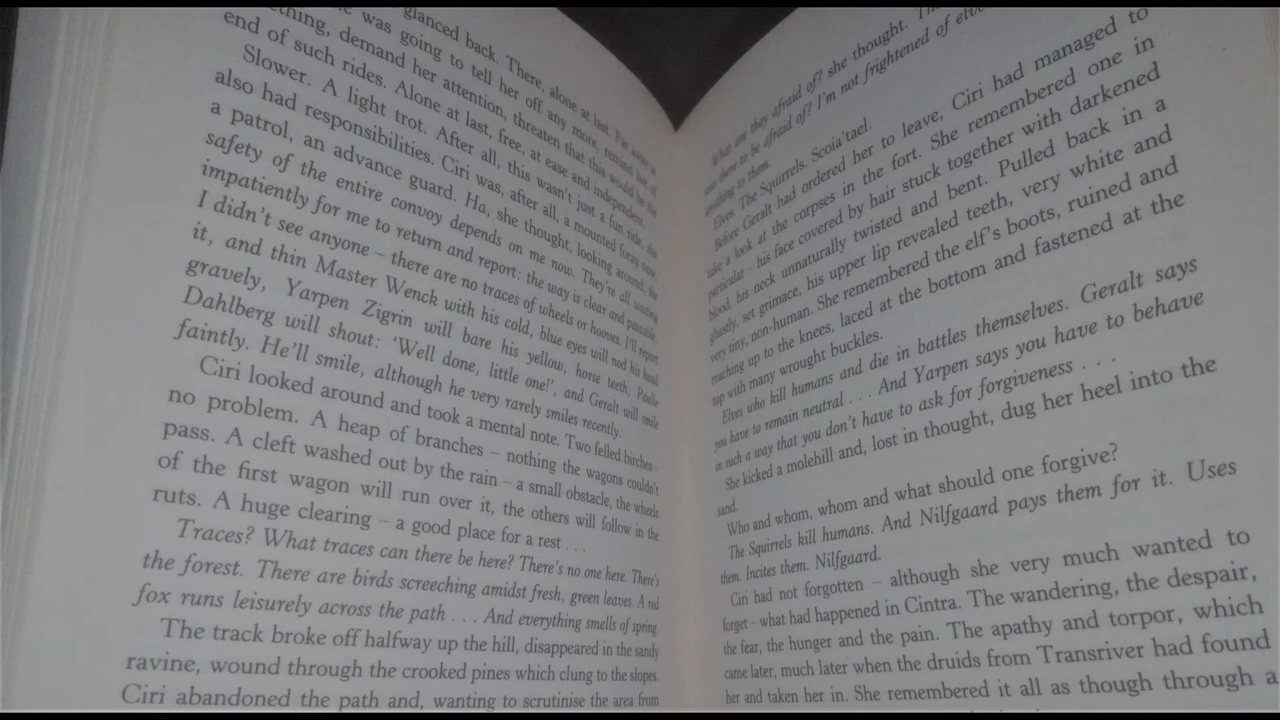 glanced back. There, alone at last. Far away a
was going to tell her off any more, remind her of
thing, demand her attention, threaten that this would be the
end of such rides. Alone at last, free, at ease and independent.
Slower. A light trot. After all, this wasn't just a fun ride, she
also had responsibilities. Ciri was, after all, a mounted foray now
a patrol, an advance guard. Ha, she thought, looking around, the
safety of the entire convoy depends on me now. They're all waiting
impatiently for me to return and report: the way is clear and passable.
I didn't see anyone – there are no traces of wheels or hooves. I'll report
it, and thin Master Wenck with his cold, blue eyes will nod his head
gravely, Yarpen Zigrin will bare his yellow, horse teeth, Paulie
Dahlberg will shout: 'Well done, little one!', and Geralt will smile
faintly. He'll smile, although he very rarely smiles recently.
Ciri looked around and took a mental note. Two felled birches –
no problem. A heap of branches – nothing the wagons couldn't
pass. A cleft washed out by the rain – a small obstacle, the wheels
of the first wagon will run over it, the others will follow in the
ruts. A huge clearing – a good place for a rest . . .
Traces? What traces can there be here? There's no one here. There's
the forest. There are birds screeching amidst fresh, green leaves. A red
fox runs leisurely across the path . . . And everything smells of spring.
The track broke off halfway up the hill, disappeared in the sandy
ravine, wound through the crooked pines which clung to the slopes.
Ciri abandoned the path and, wanting to scrutinise the area from
What are they afraid of? she thought.
was there to be afraid of? I'm not frightened of elves
anything to them.
Elves. The Squirrels. Scoia'tael.
Before Geralt had ordered her to leave, Ciri had managed to
take a look at the corpses in the fort. She remembered one in
particular – his face covered by hair stuck together with darkened
blood, his neck unnaturally twisted and bent. Pulled back in a
ghastly, set grimace, his upper lip revealed teeth, very white and
very tiny, non-human. She remembered the elf's boots, ruined and
reaching up to the knees, laced at the bottom and fastened at the
top with many wrought buckles.
Elves who kill humans and die in battles themselves. Geralt says
you have to remain neutral . . . And Yarpen says you have to behave
in such a way that you don't have to ask for forgiveness . . .
She kicked a molehill and, lost in thought, dug her heel into the
sand.
Who and whom, whom and what should one forgive?
The Squirrels kill humans. And Nilfgaard pays them for it. Uses
them. Incites them. Nilfgaard.
Ciri had not forgotten – although she very much wanted to
forget – what had happened in Cintra. The wandering, the despair,
the fear, the hunger and the pain. The apathy and torpor, which
came later, much later when the druids from Transriver had found
her and taken her in. She remembered it all as though through a